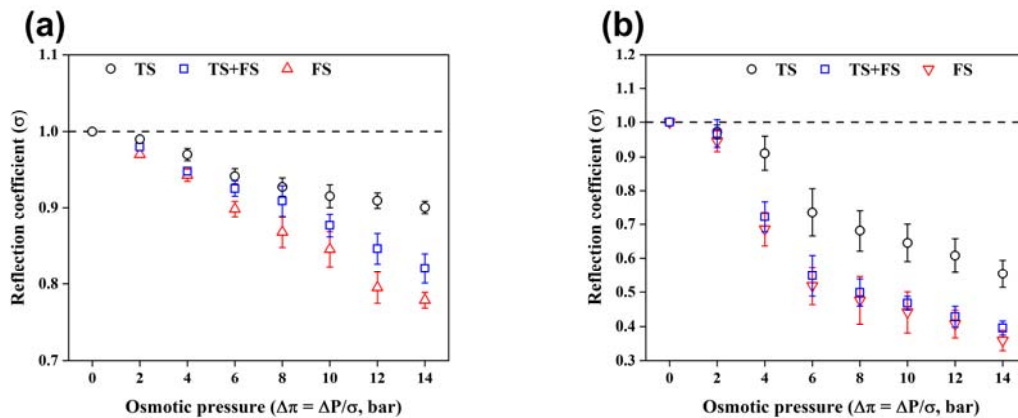 (a)
1.1
1.0
0.9
0.8
0.7
TS TS+FS FS
Reflection coefficient (σ)
0 2 4 6 8 10 12 14
Osmotic pressure (Δπ = ΔP/σ, bar)
(b)
1.2
1.1
1.0
0.9
0.8
0.7
0.6
0.5
0.4
0.3
TS TS+FS FS
Reflection coefficient (σ)
0 2 4 6 8 10 12 14
Osmotic pressure (Δπ = ΔP/σ, bar)